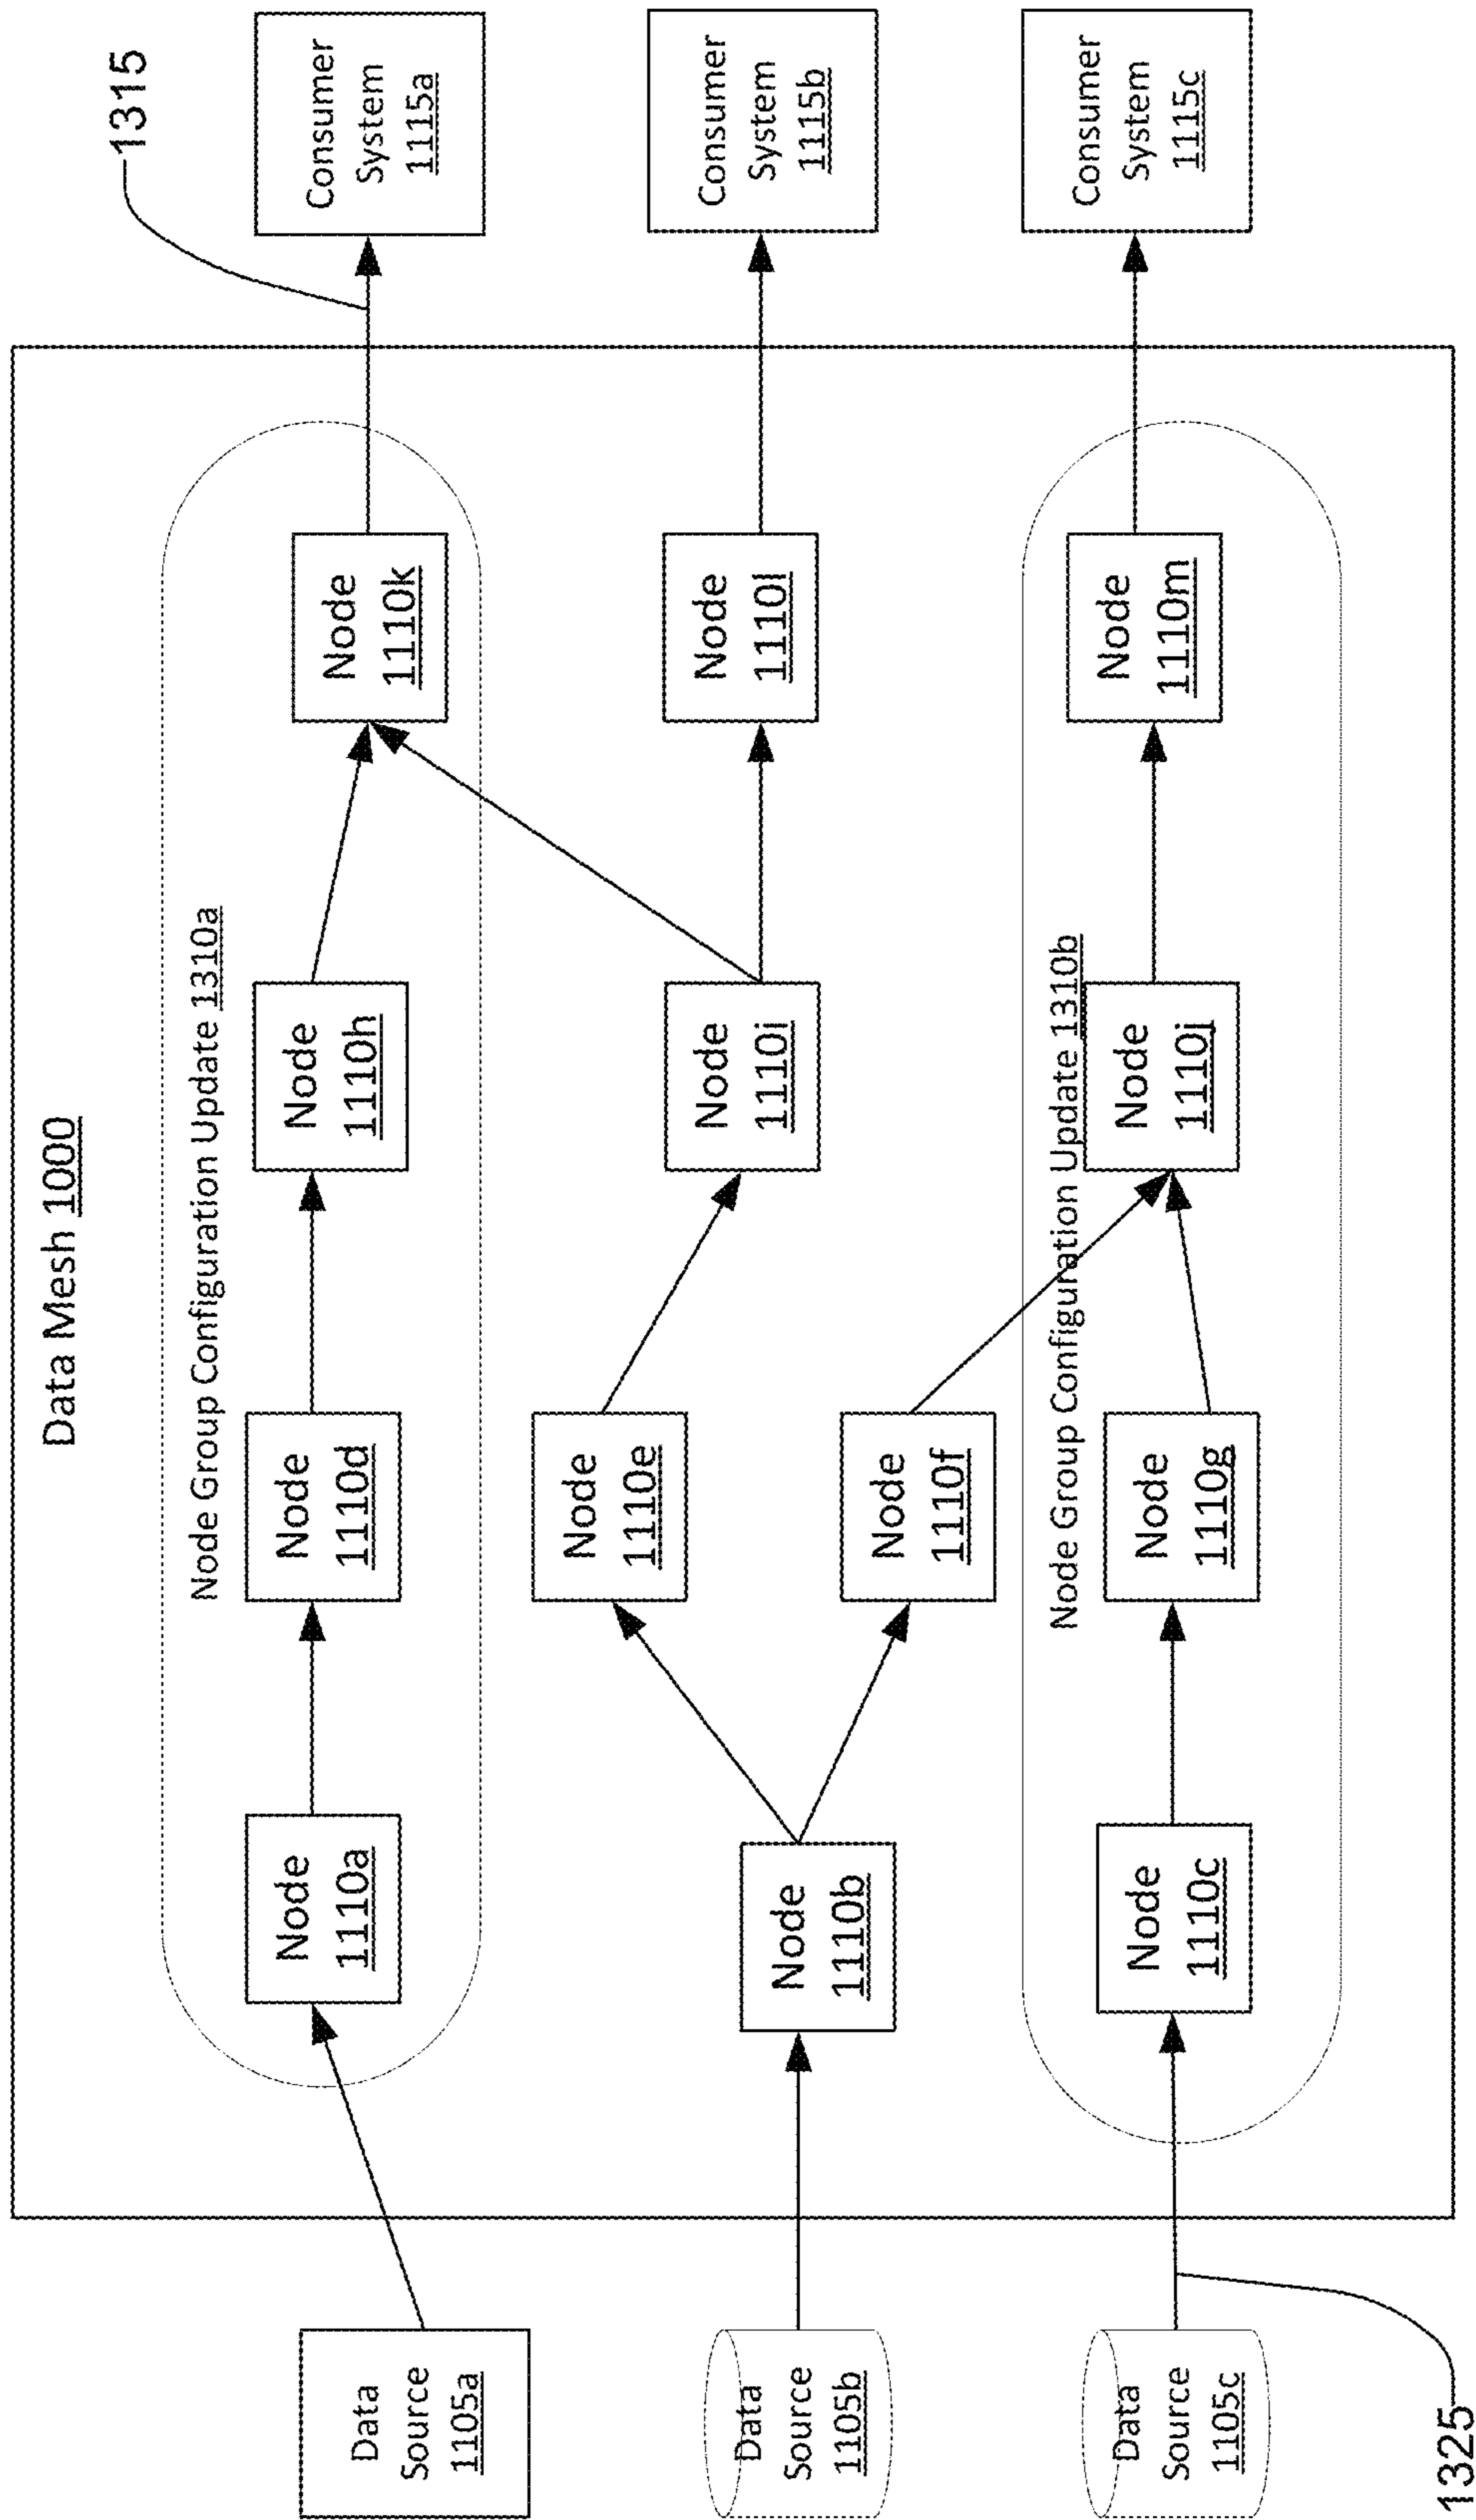 Data Mesh 1000
Data
Source
1105a
Data
Source
1105b
Data
Source
1105c
1325
Node Group Configuration Update 1310a
Node
1110a
Node
1110d
Node
1110h
Node
1110k
Node
1110b
Node
1110e
Node
1110f
Node
1110i
Node
1110l
Node Group Configuration Update 1310b
Node
1110c
Node
1110g
Node
1110j
Node
1110m
1315
Consumer
System
1115a
Consumer
System
1115b
Consumer
System
1115c